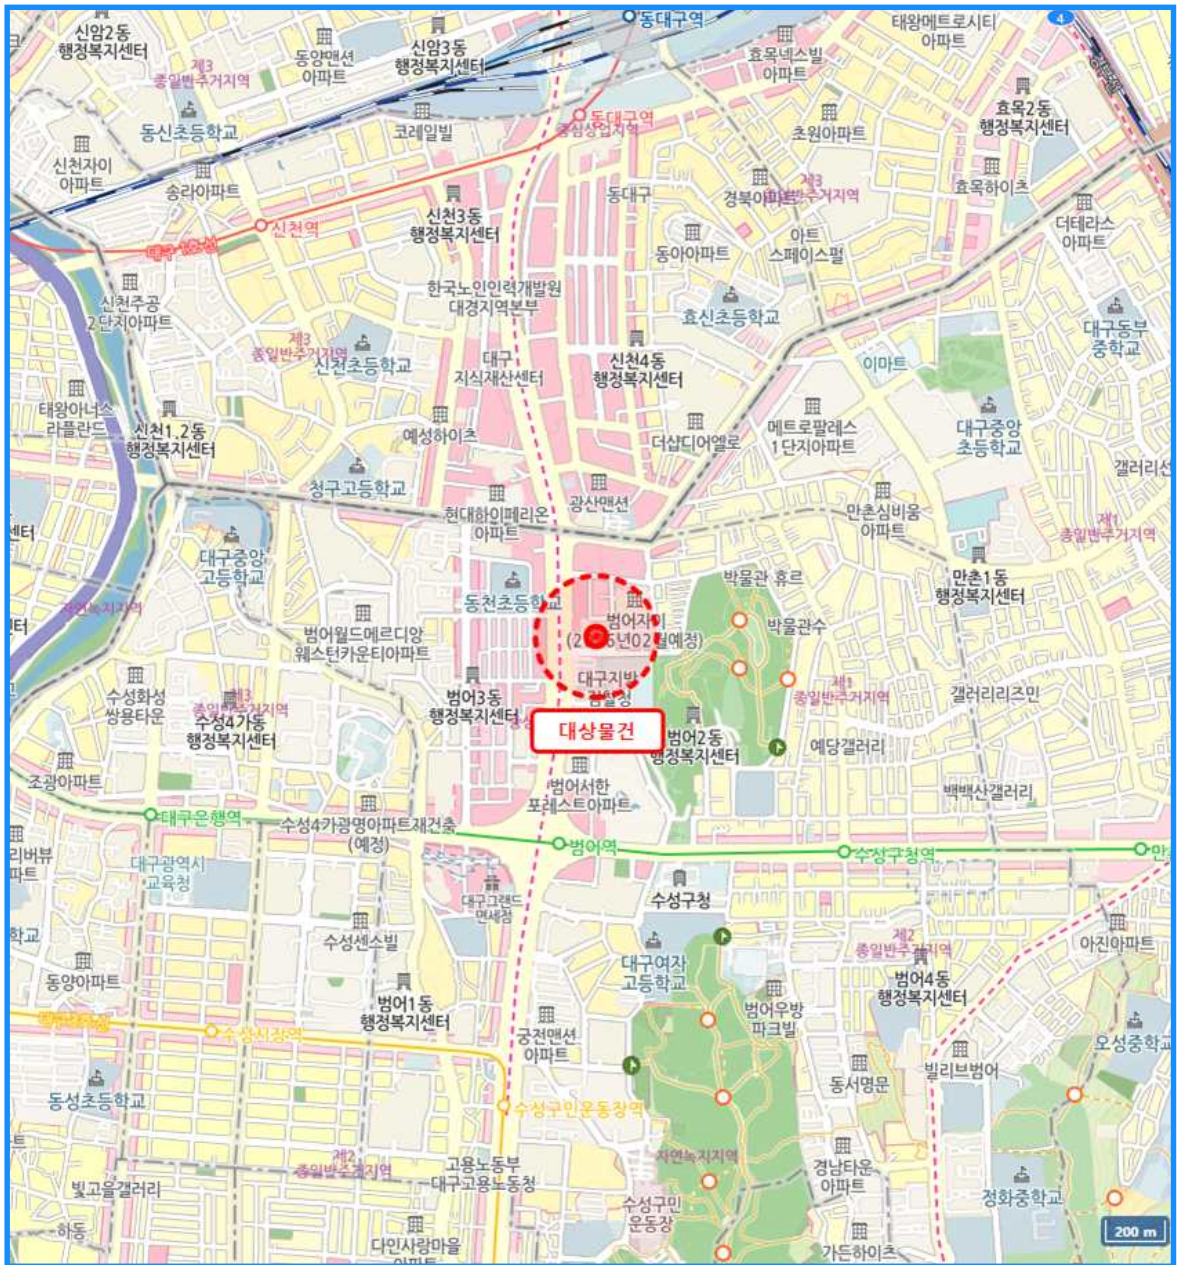 신암2동
행정복지센터
신암3동
행정복지센터
동양맨션
아파트
제3
종일반주거지역
동대구역
태왕메트로시티
아파트
4
효목넥스빌
아파트
효목2동
행정복지센터
동신초등학교
코레일빌
동대구역
중심상업지역
초원아파트
신천자이
아파트
송라아파트
신천3동
행정복지센터
동대구
경북아파트
제3
종일반주거지역
효목하이츠
신천역
대구 1호선
동아아파트
아트
스페이스펄
더테라스
아파트
신천주공
2단지아파트
한국노인인력개발원
대경지역본부
효신초등학교
대구동부
중학교
제3
종일반주거지역
신천초등학교
대구
지식재산센터
신천4동
행정복지센터
이마트
태왕아너스
라플란드
신천1.2동
행정복지센터
예성하이츠
더샵디어엘로
메트로팔레스
1단지아파트
대구중앙
초등학교
갤러리선
청구고등학교
현대하이페리온
아파트
광산맨션
만촌심비움
아파트
제1
종일반주거지역
센터
대구중앙
고등학교
동천초등학교
박물관 휴르
만촌1동
행정복지센터
자연녹지지역
센터
범어월드메르디앙
웨스턴카운티아파트
범어자이
박물관수
수성화성
쌍용타운
제3
종일반주거지역
수성4가동
행정복지센터
범어3동
행정복지센터
대구지방
검찰청
제1
종일반주거지역
갤러리리즈민
대상물건
범어2동
행정복지센터
예당갤러리
조광아파트
범어서한
포레스트아파트
백백산갤러리
대구은행역
수성4가광명아파트재건축
(예정)
범어역
수성구청역
만
리버뷰
파트
대구광역시
교육청
대구그랜드
면세점
수성구청
학교
동양아파트
수성센스빌
대구여자
고등학교
제2
종일반주거지역
아진아파트
범어1동
행정복지센터
범어우방
파크빌
범어4동
행정복지센터
수성시장역
궁전맨션
아파트
오성중학교
동서명문
빌리브범어
동성초등학교
수성구민운동장역
제2
종일반주거지역
자연녹지지역
빛고을갤러리
고용노동부
대구고용노동청
경남타운
아파트
정화중학교
하동
수성구민
운동장
다인사랑마을
아파트
가든하이츠
200 m